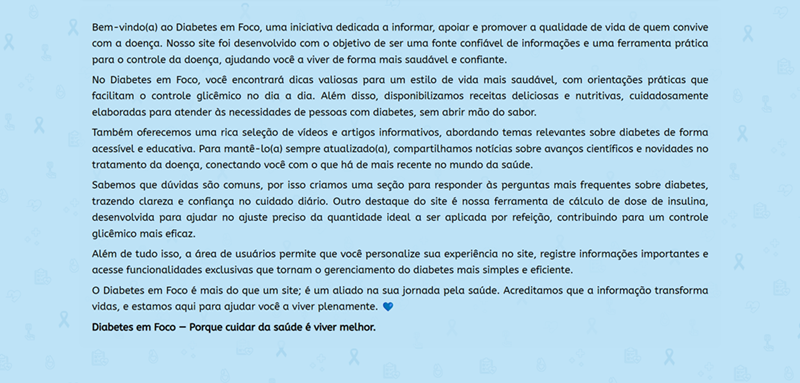 Bem-vindo(a) ao Diabetes em Foco, uma iniciativa dedicada a informar, apoiar e promover a qualidade de vida de quem convive
com a doença. Nosso site foi desenvolvido com o objetivo de ser uma fonte confiável de informações e uma ferramenta prática
para o controle da doença, ajudando você a viver de forma mais saudável e confiante.
No Diabetes em Foco, você encontrará dicas valiosas para um estilo de vida mais saudável, com orientações práticas que
facilitam o controle glicêmico no dia a dia. Além disso, disponibilizamos receitas deliciosas e nutritivas, cuidadosamente
elaboradas para atender às necessidades de pessoas com diabetes, sem abrir mão do sabor.
Também oferecemos uma rica seleção de vídeos e artigos informativos, abordando temas relevantes sobre diabetes de forma
acessível e educativa. Para mantê-lo(a) sempre atualizado(a), compartilhamos notícias sobre avanços científicos e novidades no
tratamento da doença, conectando você com o que há de mais recente no mundo da saúde.
Sabemos que dúvidas são comuns, por isso criamos uma seção para responder às perguntas mais frequentes sobre diabetes,
trazendo clareza e confiança no cuidado diário. Outro destaque do site é nossa ferramenta de cálculo de dose de insulina,
desenvolvida para ajudar no ajuste preciso da quantidade ideal a ser aplicada por refeição, contribuindo para um controle
glicêmico mais eficaz.
Além de tudo isso, a área de usuários permite que você personalize sua experiência no site, registre informações importantes e
acesse funcionalidades exclusivas que tornam o gerenciamento do diabetes mais simples e eficiente.
O Diabetes em Foco é mais do que um site; é um aliado na sua jornada pela saúde. Acreditamos que a informação transforma
vidas, e estamos aqui para ajudar você a viver plenamente. 💙
Diabetes em Foco — Porque cuidar da saúde é viver melhor.